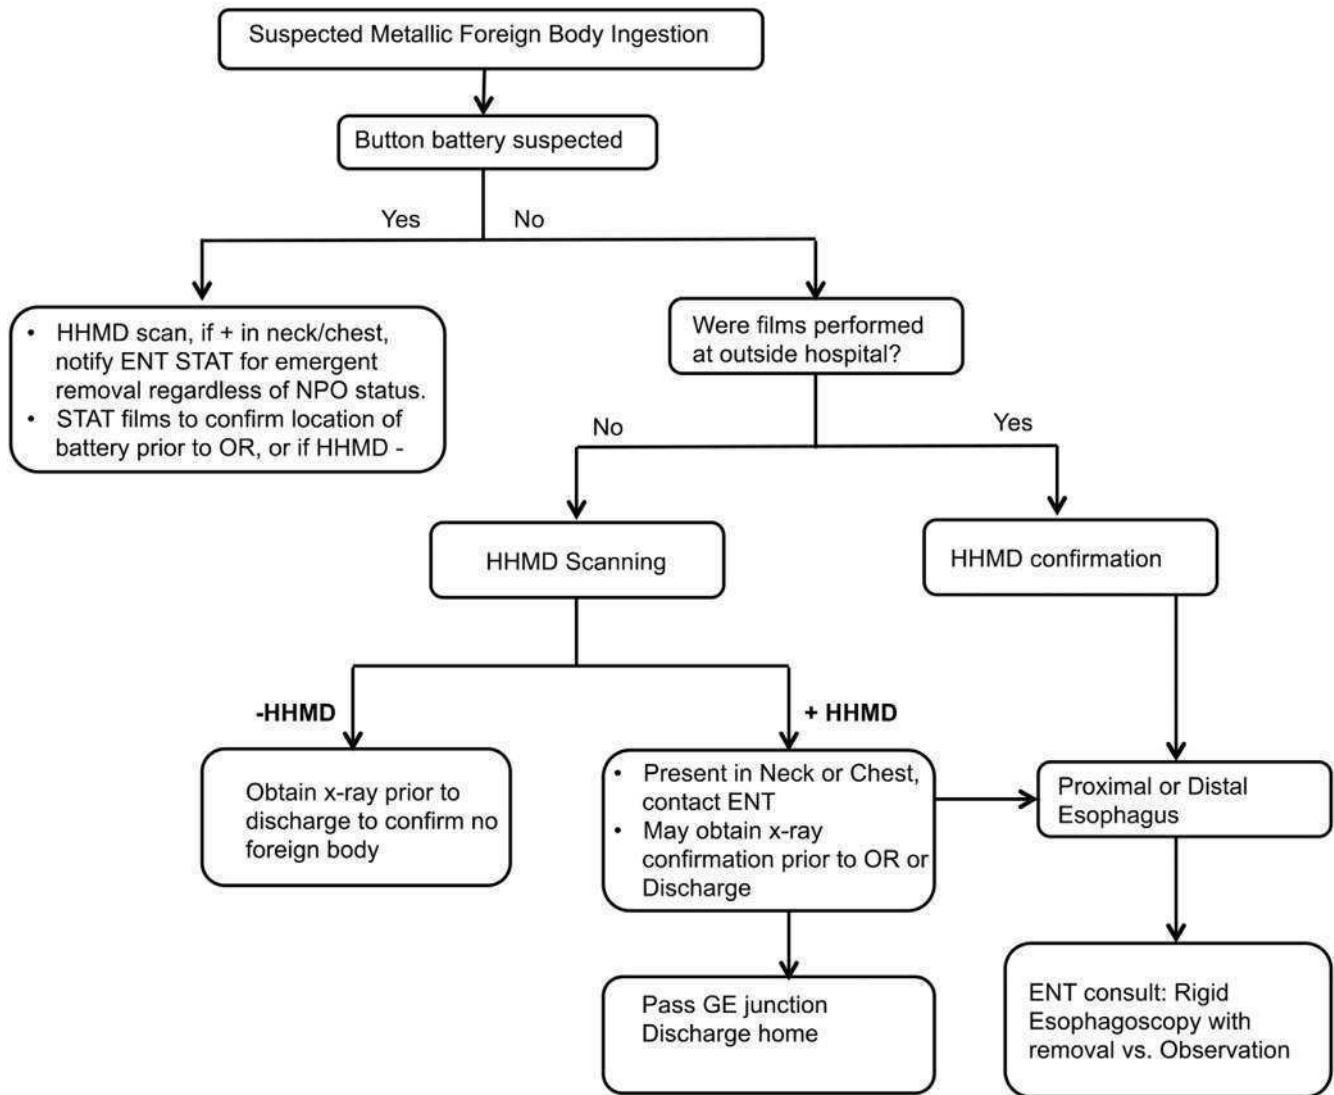 Suspected Metallic Foreign Body Ingestion
Button battery suspected
Yes
No
• HHMD scan, if + in neck/chest,
notify ENT STAT for emergent
removal regardless of NPO status.
• STAT films to confirm location of
battery prior to OR, or if HHMD -
Were films performed
at outside hospital?
No
Yes
HHMD Scanning
HHMD confirmation
-HHMD
+ HHMD
Obtain x-ray prior to
discharge to confirm no
foreign body
• Present in Neck or Chest,
contact ENT
• May obtain x-ray
confirmation prior to OR or
Discharge
Proximal or Distal
Esophagus
Pass GE junction
Discharge home
ENT consult: Rigid
Esophagoscopy with
removal vs. Observation